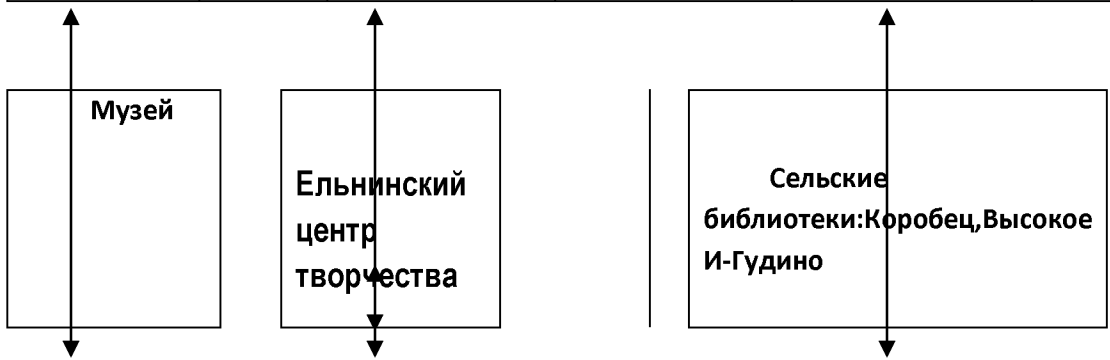 Музей
Ельнинский
центр
творчества
Сельские
библиотеки:Коробец,Высокое
И-Гудино